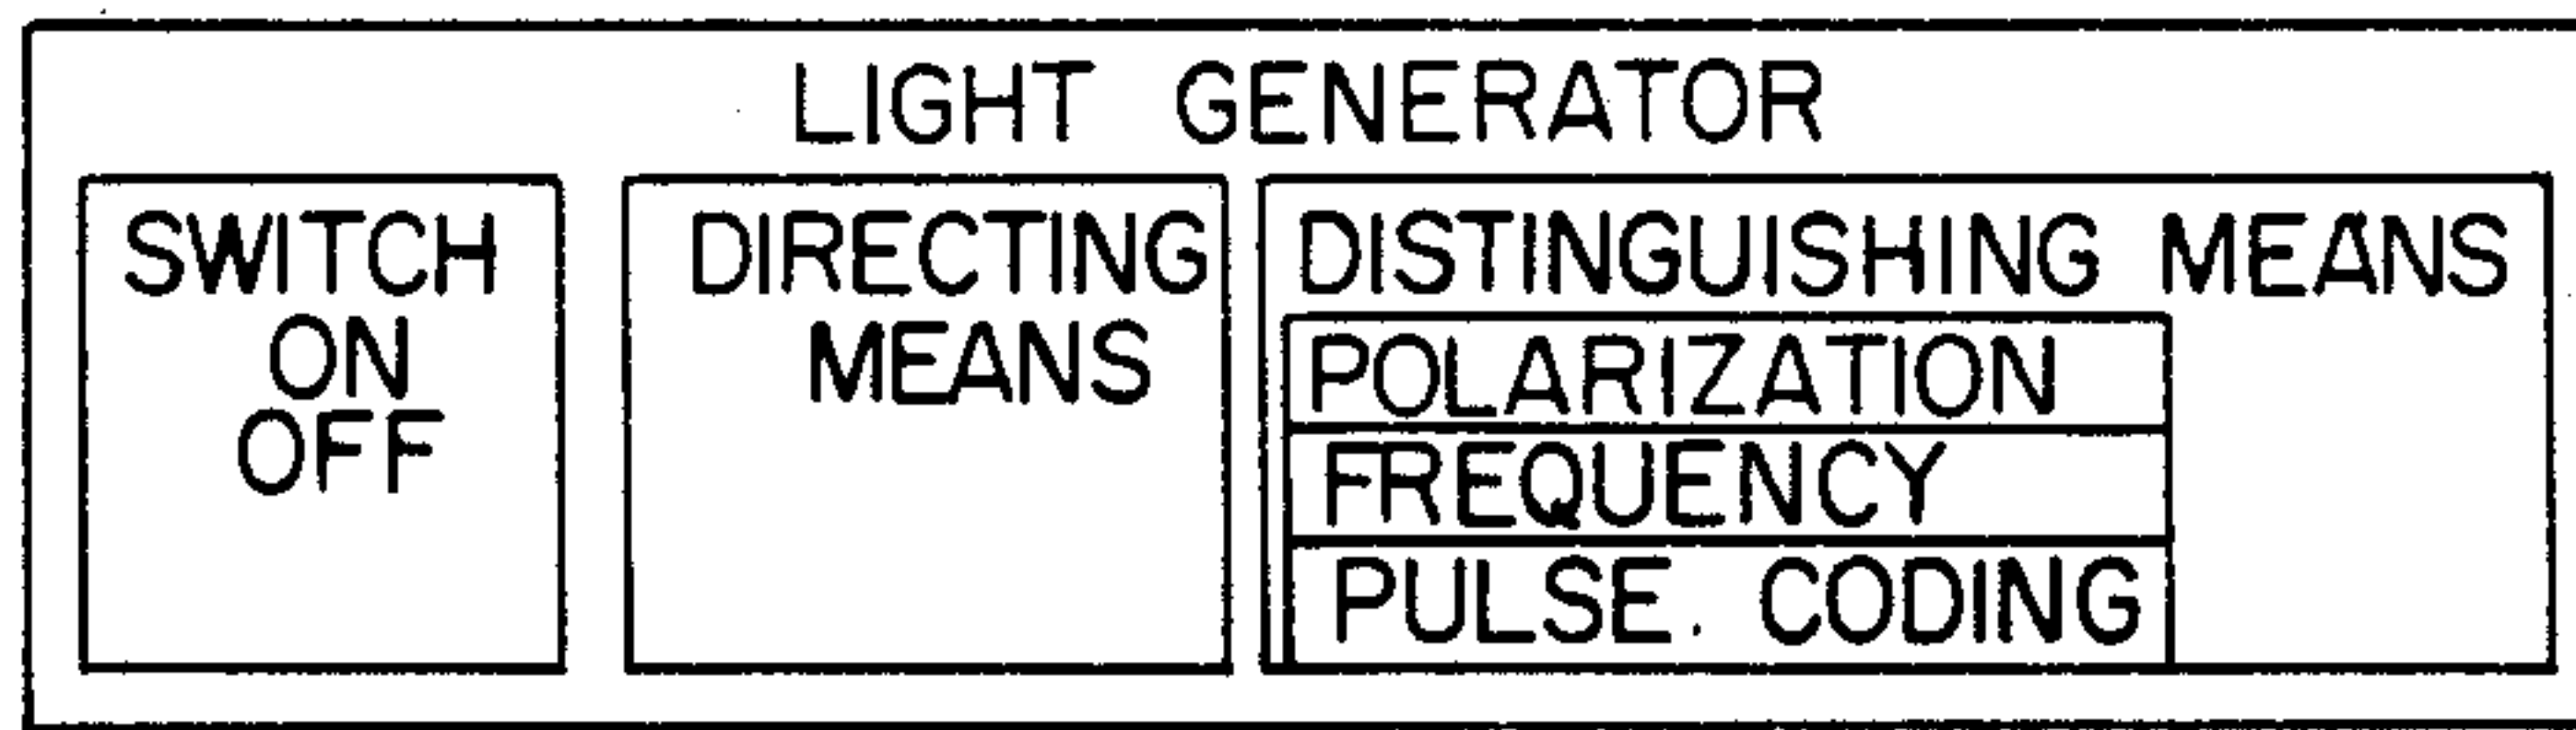 LIGHT GENERATOR
SWITCH
ON
OFF
DIRECTING
MEANS
DISTINGUISHING MEANS
POLARIZATION
FREQUENCY
PULSE. CODING